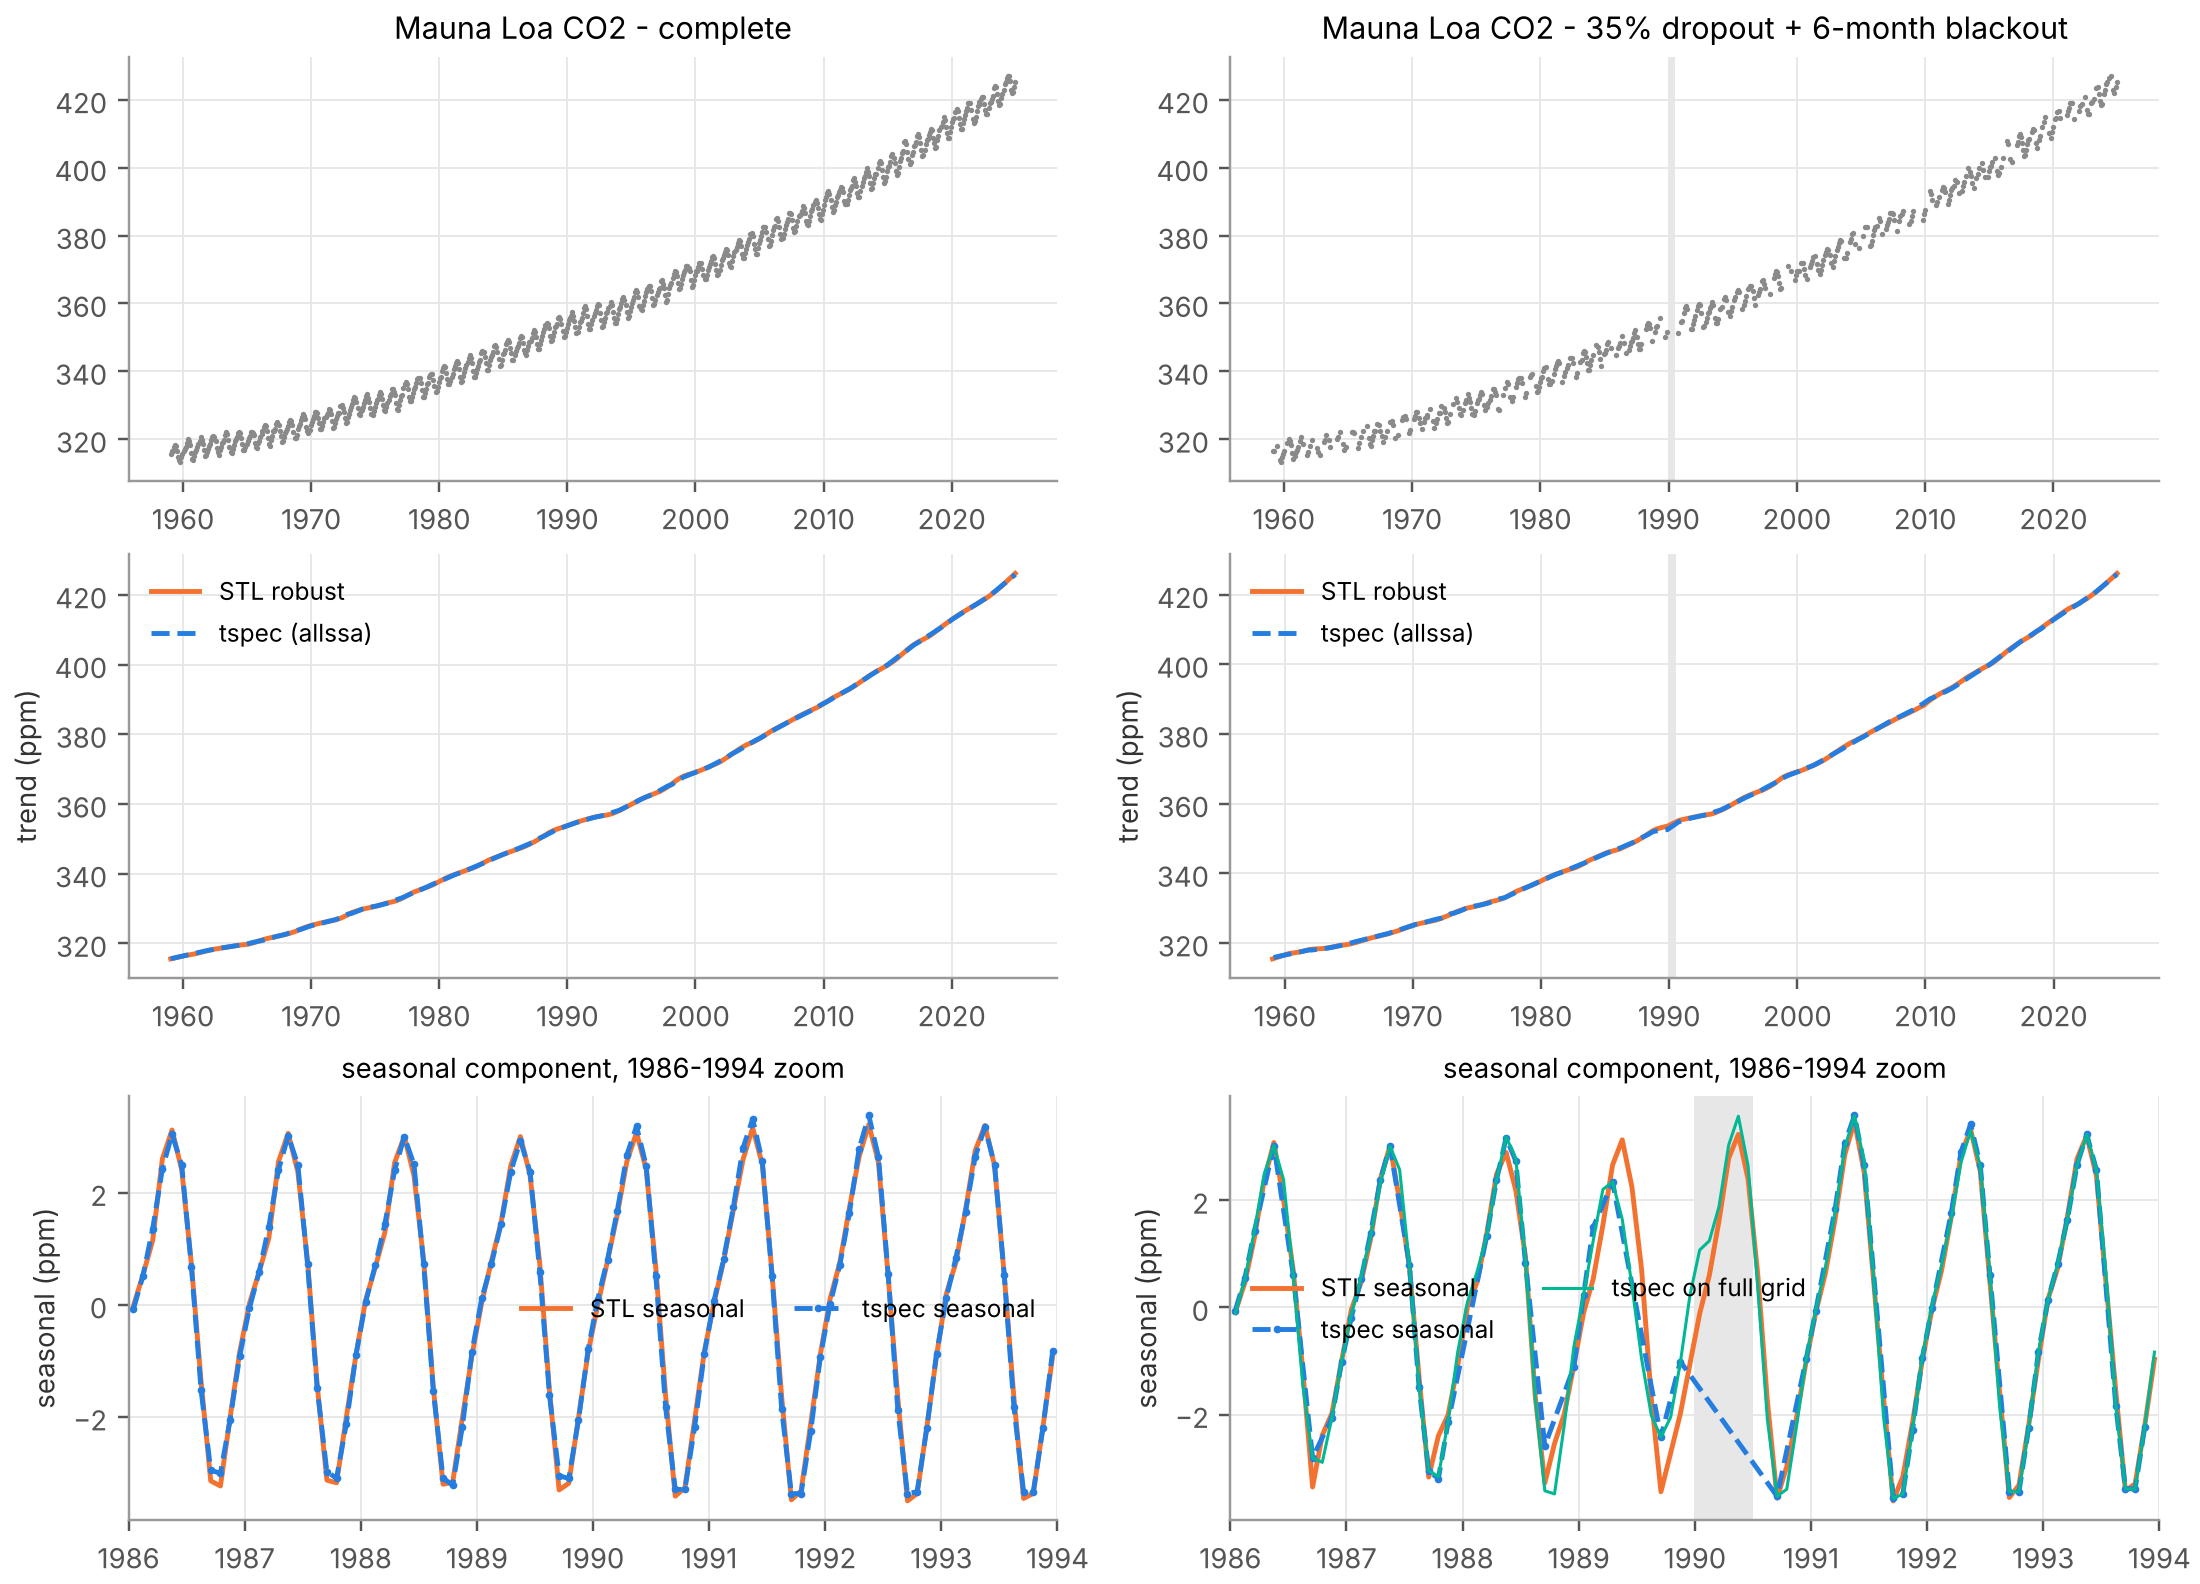 Mauna Loa CO2 - complete
420
400
380
360
340
320
1960 1970 1980 1990 2000 2010 2020
Mauna Loa CO2 - 35% dropout + 6-month blackout
420
400
380
360
340
320
1960 1970 1980 1990 2000 2010 2020
STL robust
tspec (allssa)
trend (ppm)
420
400
380
360
340
320
1960 1970 1980 1990 2000 2010 2020
STL robust
tspec (allssa)
trend (ppm)
420
400
380
360
340
320
1960 1970 1980 1990 2000 2010 2020
seasonal component, 1986-1994 zoom
seasonal (ppm)
2
0
−2
STL seasonal tspec seasonal
1986 1987 1988 1989 1990 1991 1992 1993 1994
seasonal component, 1986-1994 zoom
seasonal (ppm)
2
0
−2
STL seasonal tspec on full grid
tspec seasonal
1986 1987 1988 1989 1990 1991 1992 1993 1994